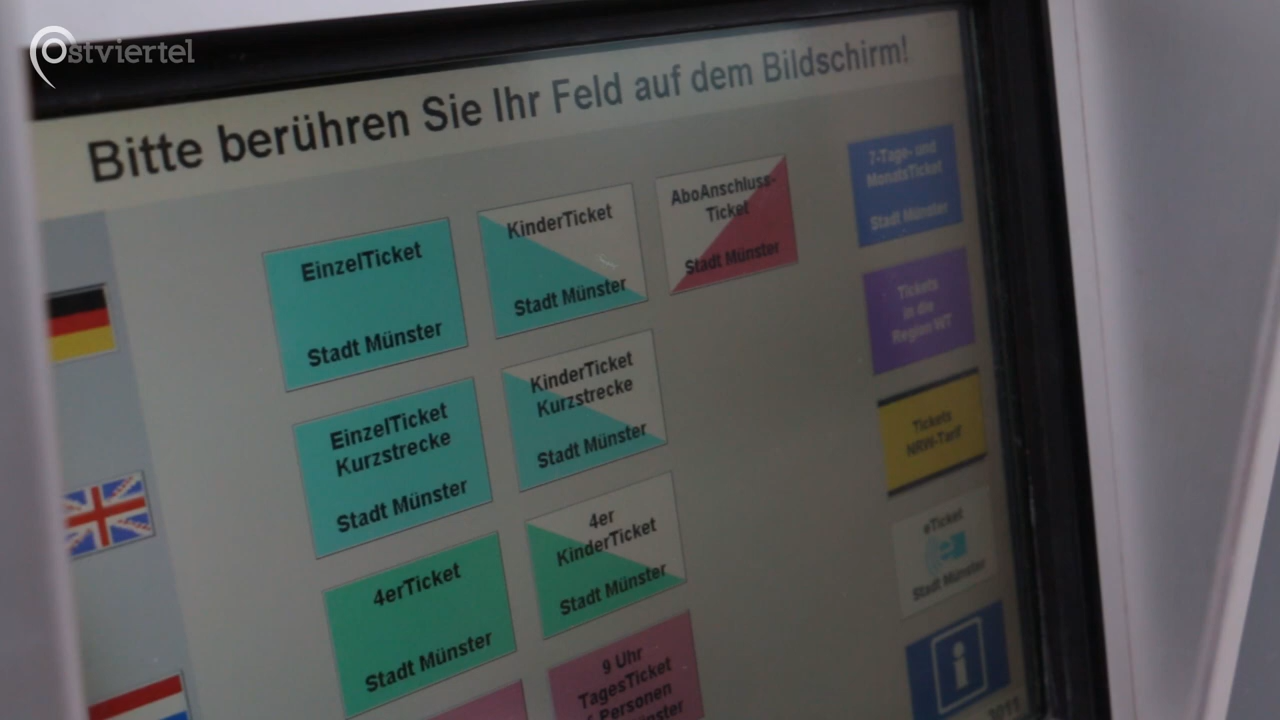 Ostviertel
Bitte berühren Sie Ihr Feld auf dem Bildschirm!
EinzelTicket
Stadt Münster
KinderTicket
Stadt Münster
AboAnschluss-
Ticket
Stadt Münster
7-Tage- und
MonatsTicket
Stadt Münster
EinzelTicket
Kurzstrecke
Stadt Münster
KinderTicket
Kurzstrecke
Stadt Münster
Tickets
in die
Region MT
4erTicket
Stadt Münster
4er
KinderTicket
Stadt Münster
Tickets
NRW-Tarif
9 Uhr
TagesTicket
Personen
eTicket
Stadt Münster
i